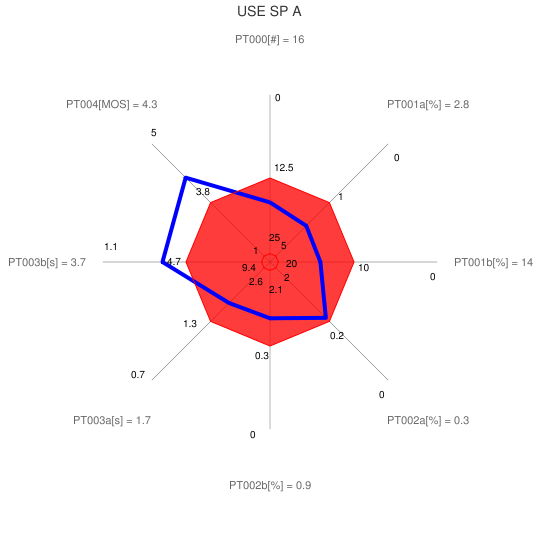 USE SP A
PT000[#] = 16
0
PT004[MOS] = 4.3
PT001a[%] = 2.8
5
0
12.5
3.8
1
25
1
5
1.1
PT003b[s] = 3.7
4.7
9.4
20
10
PT001b[%] = 14
0
2.6
2
2.1
1.3
0.2
0.3
0.7
0
PT003a[s] = 1.7
PT002a[%] = 0.3
0
PT002b[%] = 0.9